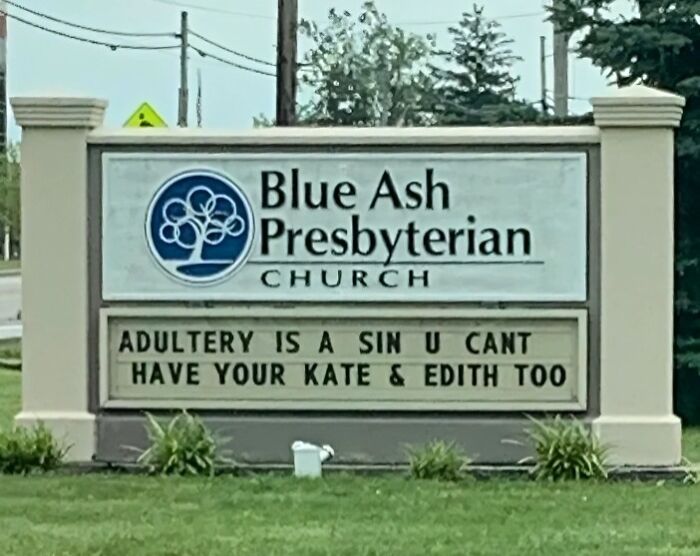 Blue Ash
Presbyterian
CHURCH
ADULTERY IS A SIN U CANT
HAVE YOUR KATE & EDITH TOO